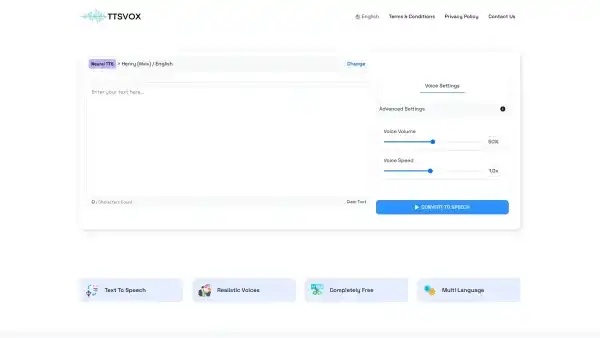 TTSVOX
English Terms & Conditions Privacy Policy Contact Us
Neural TTS > Henry (Male) / English Change
Enter your text here...
0 / Characters
Clear Text
Voice Settings
Advanced Settings
Voice Volume
50%
Voice Speed
1.0x
CONVERT TO SPEECH
Text To Speech
Realistic Voices
Completely Free
Multi Language